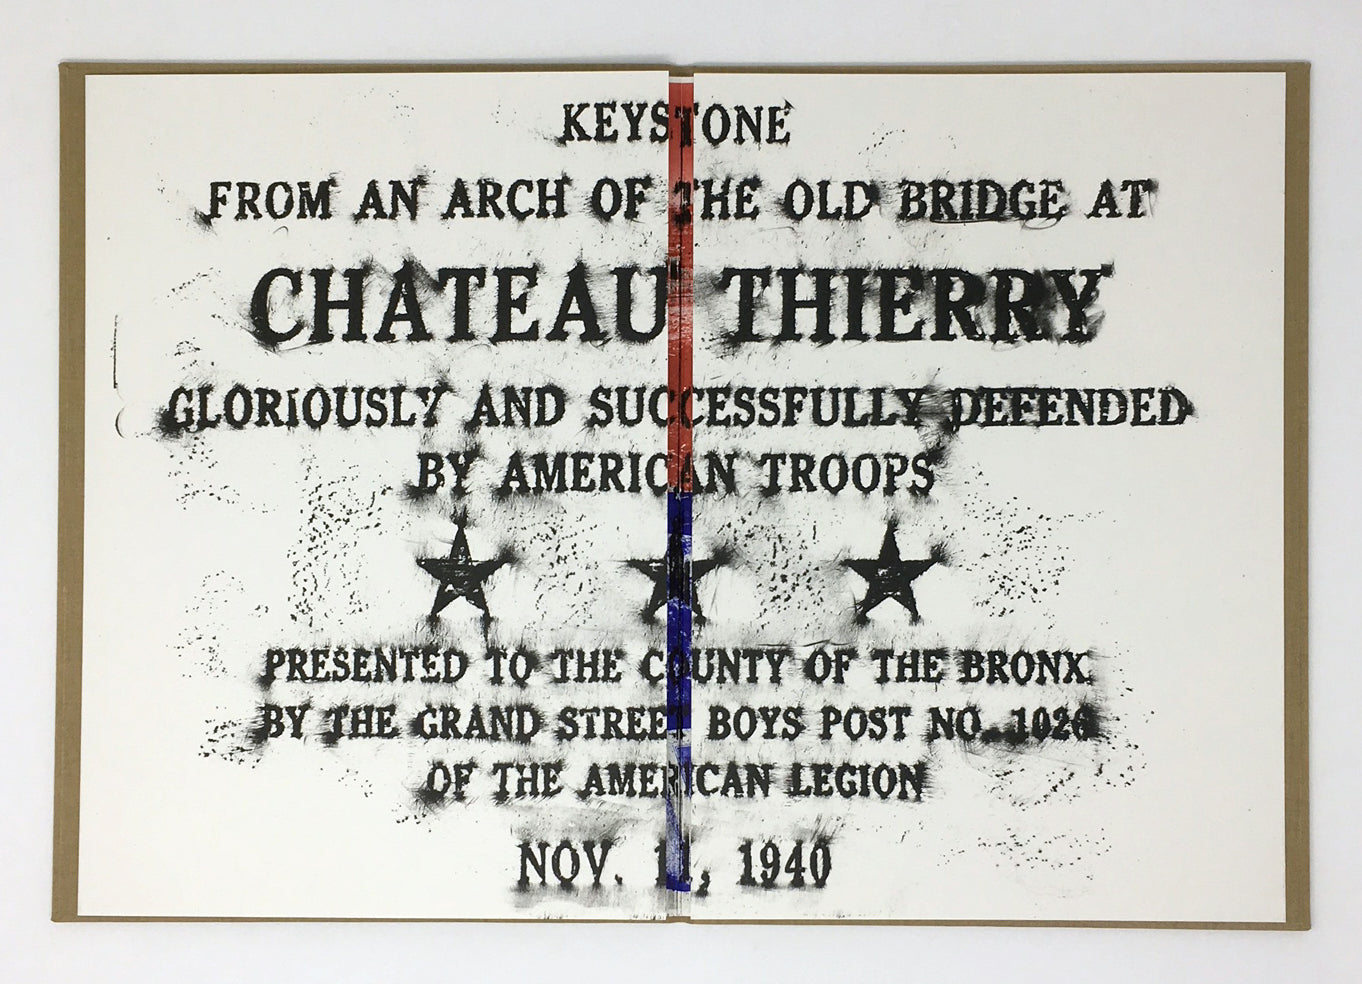 KEYSTONE
FROM AN ARCH OF THE OLD BRIDGE AT
CHATEAU THIERRY
GLORIOUSLY AND SUCCESSFULLY DEFENDED
BY AMERICAN TROOPS
PRESENTED TO THE COUNTY OF THE BRONX
BY THE GRAND STREET BOYS POST NO. 1026
OF THE AMERICAN LEGION
NOV. 11, 1940